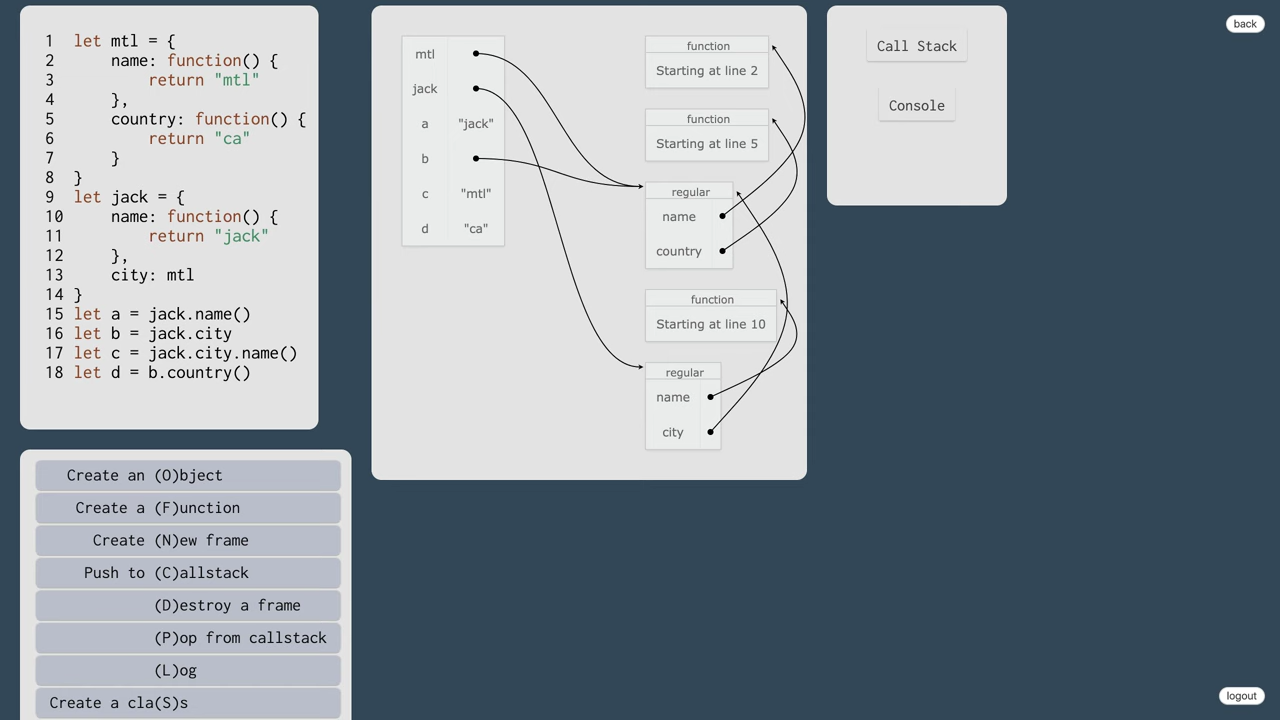 1 let mtl = {
2 name: function() {
3 return "mtl"
4 },
5 country: function() {
6 return "ca"
7 }
8 }
9 let jack = {
10 name: function() {
11 return "jack"
12 },
13 city: mtl
14 }
15 let a = jack.name()
16 let b = jack.city
17 let c = jack.city.name()
18 let d = b.country()
Create an (O)bject
Create a (F)unction
Create (N)ew frame
Push to (C)allstack
(D)estroy a frame
(P)op from callstack
(L)og
Create a cla(S)s
mtl
jack
a "jack"
b
c "mtl"
d "ca"
function
Starting at line 2
function
Starting at line 5
regular
name
country
function
Starting at line 10
regular
name
city
Call Stack
Console
back
logout